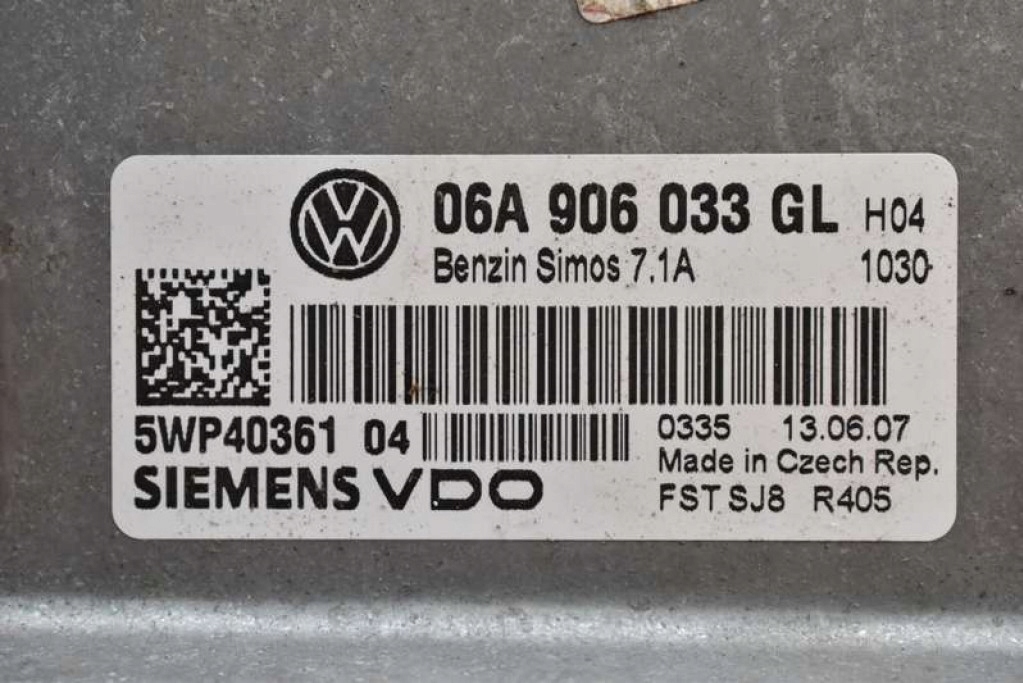 06A 906 033 GL H04
Benzin Simos 7.1A 1030
5WP40361 04
0335 13.06.07
Made in Czech Rep.
SIEMENS VDO
FST SJ8 R405